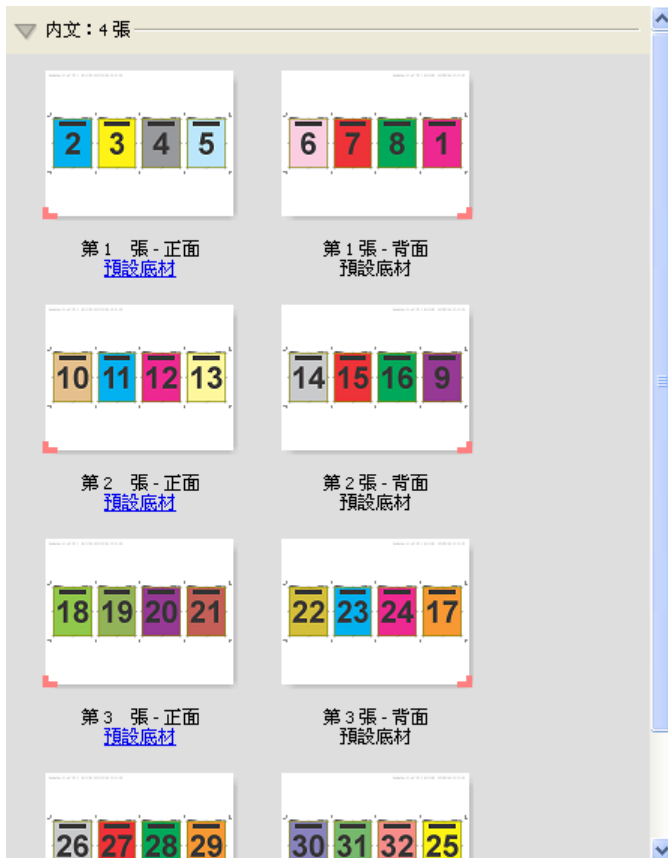 内文：4 張
2 3 4 5
6 7 8 1
第 1 張 - 正面
預設底材
第 1 張 - 背面
預設底材
10 11 12 13
14 15 16 9
第 2 張 - 正面
預設底材
第 2 張 - 背面
預設底材
18 19 20 21
22 23 24 17
第 3 張 - 正面
預設底材
第 3 張 - 背面
預設底材
26 27 28 29
30 31 32 25